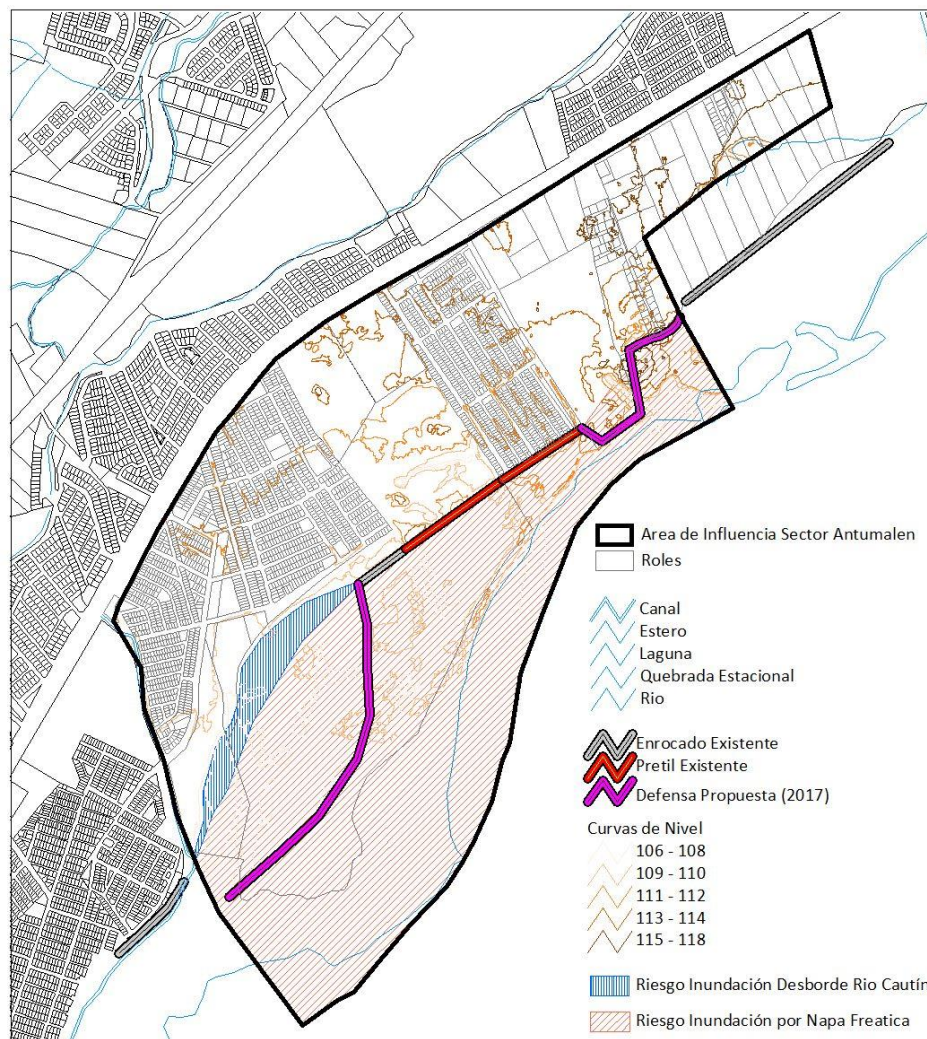 Area de Influencia Sector Antumalen
Roles
Canal
Estero
Laguna
Quebrada Estacional
Rio
Enrocado Existente
Pretil Existente
Defensa Propuesta (2017)
Curvas de Nivel
106 - 108
109 - 110
111 - 112
113 - 114
115 - 118
Riesgo Inundación Desborde Rio Cautín
Riesgo Inundación por Napa Freatica